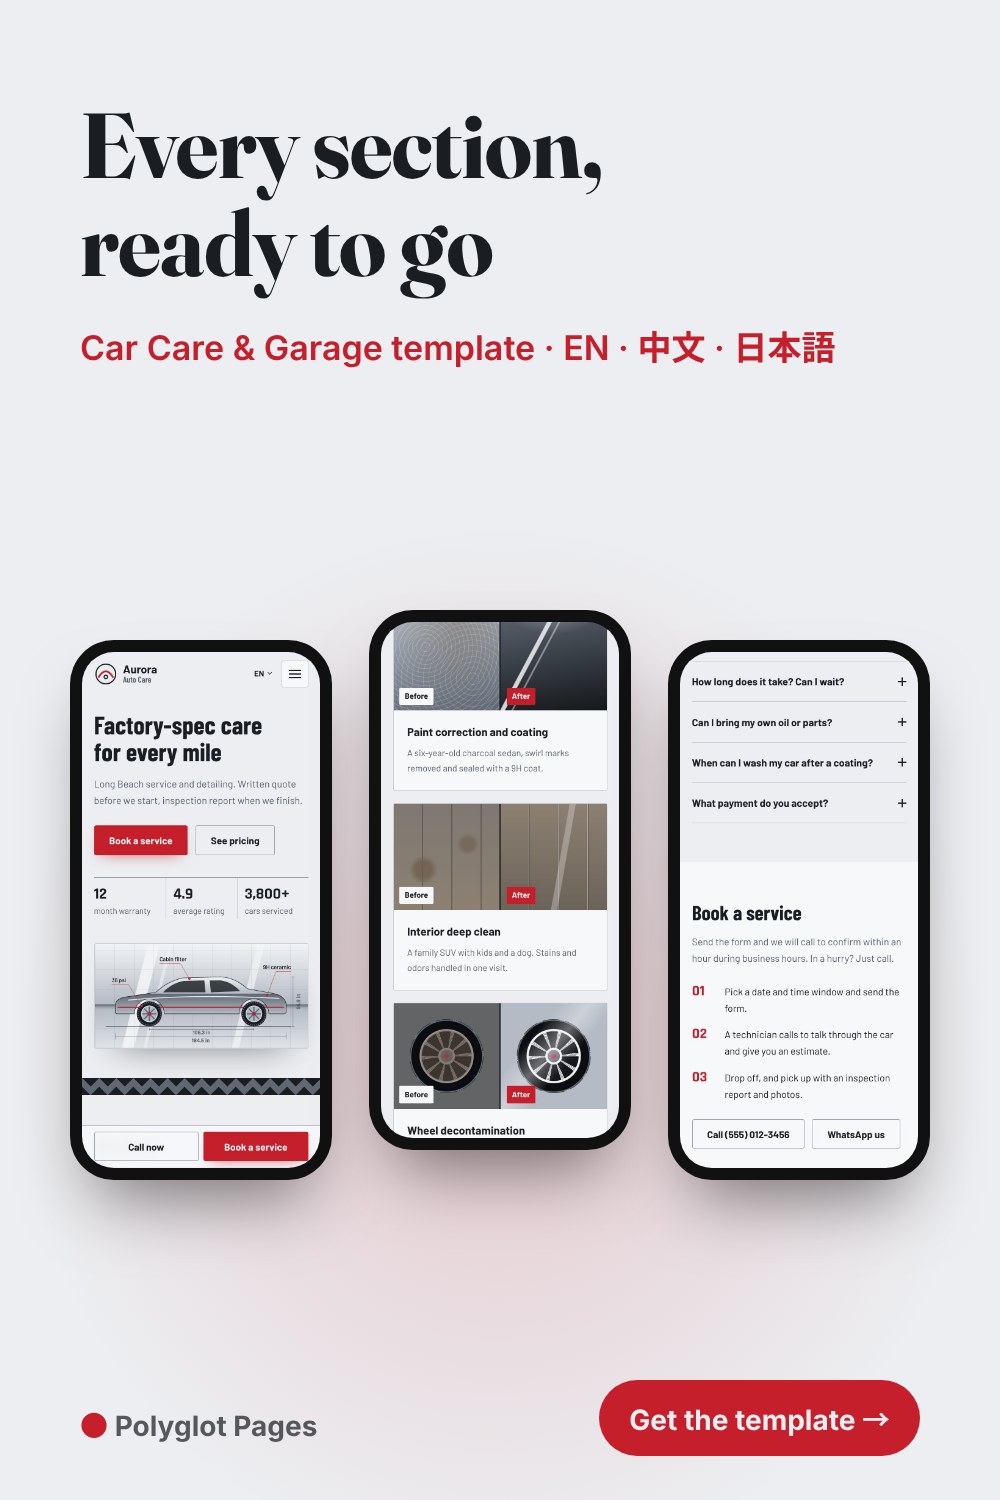 Every section,
ready to go
Car Care & Garage template · EN · 中文 · 日本語
Aurora
Auto Care
EN
Factory-spec care
for every mile
Long Beach service and detailing. Written quote
before we start, inspection report when we finish.
Book a service
See pricing
12
month warranty
4.9
average rating
3,800+
cars serviced
Cabin filter
9H ceramic
35 psi
Call now
Book a service
Before
After
Paint correction and coating
A six-year-old charcoal sedan, swirl marks
removed and sealed with a 9H coat.
Before
After
Interior deep clean
A family SUV with kids and a dog. Stains and
odors handled in one visit.
Before
After
Wheel decontamination
How long does it take? Can I wait?
Can I bring my own oil or parts?
When can I wash my car after a coating?
What payment do you accept?
Book a service
Send the form and we will call to confirm within an
hour during business hours. In a hurry? Just call.
01
Pick a date and time window and send the
form.
02
A technician calls to talk through the car
and give you an estimate.
03
Drop off, and pick up with an inspection
report and photos.
Call (555) 012-3456
WhatsApp us
Polyglot Pages
Get the template →